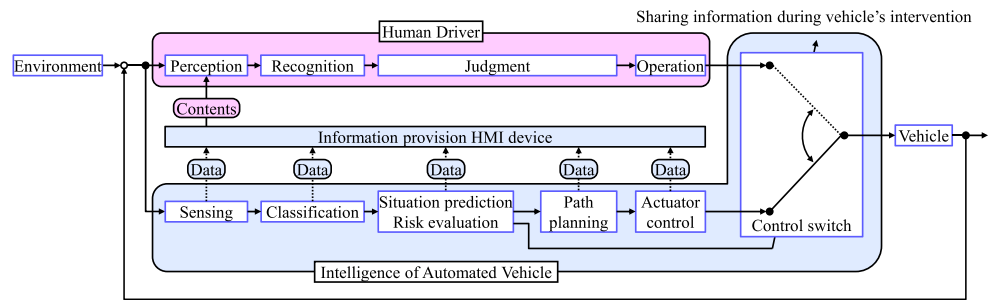 Sharing information during vehicle's intervention
Human Driver
Environment
Perception
Recognition
Judgment
Operation
Contents
Information provision HMI device
Vehicle
Data
Data
Data
Data
Data
Sensing
Classification
Situation prediction
Risk evaluation
Path
planning
Actuator
control
Control switch
Intelligence of Automated Vehicle